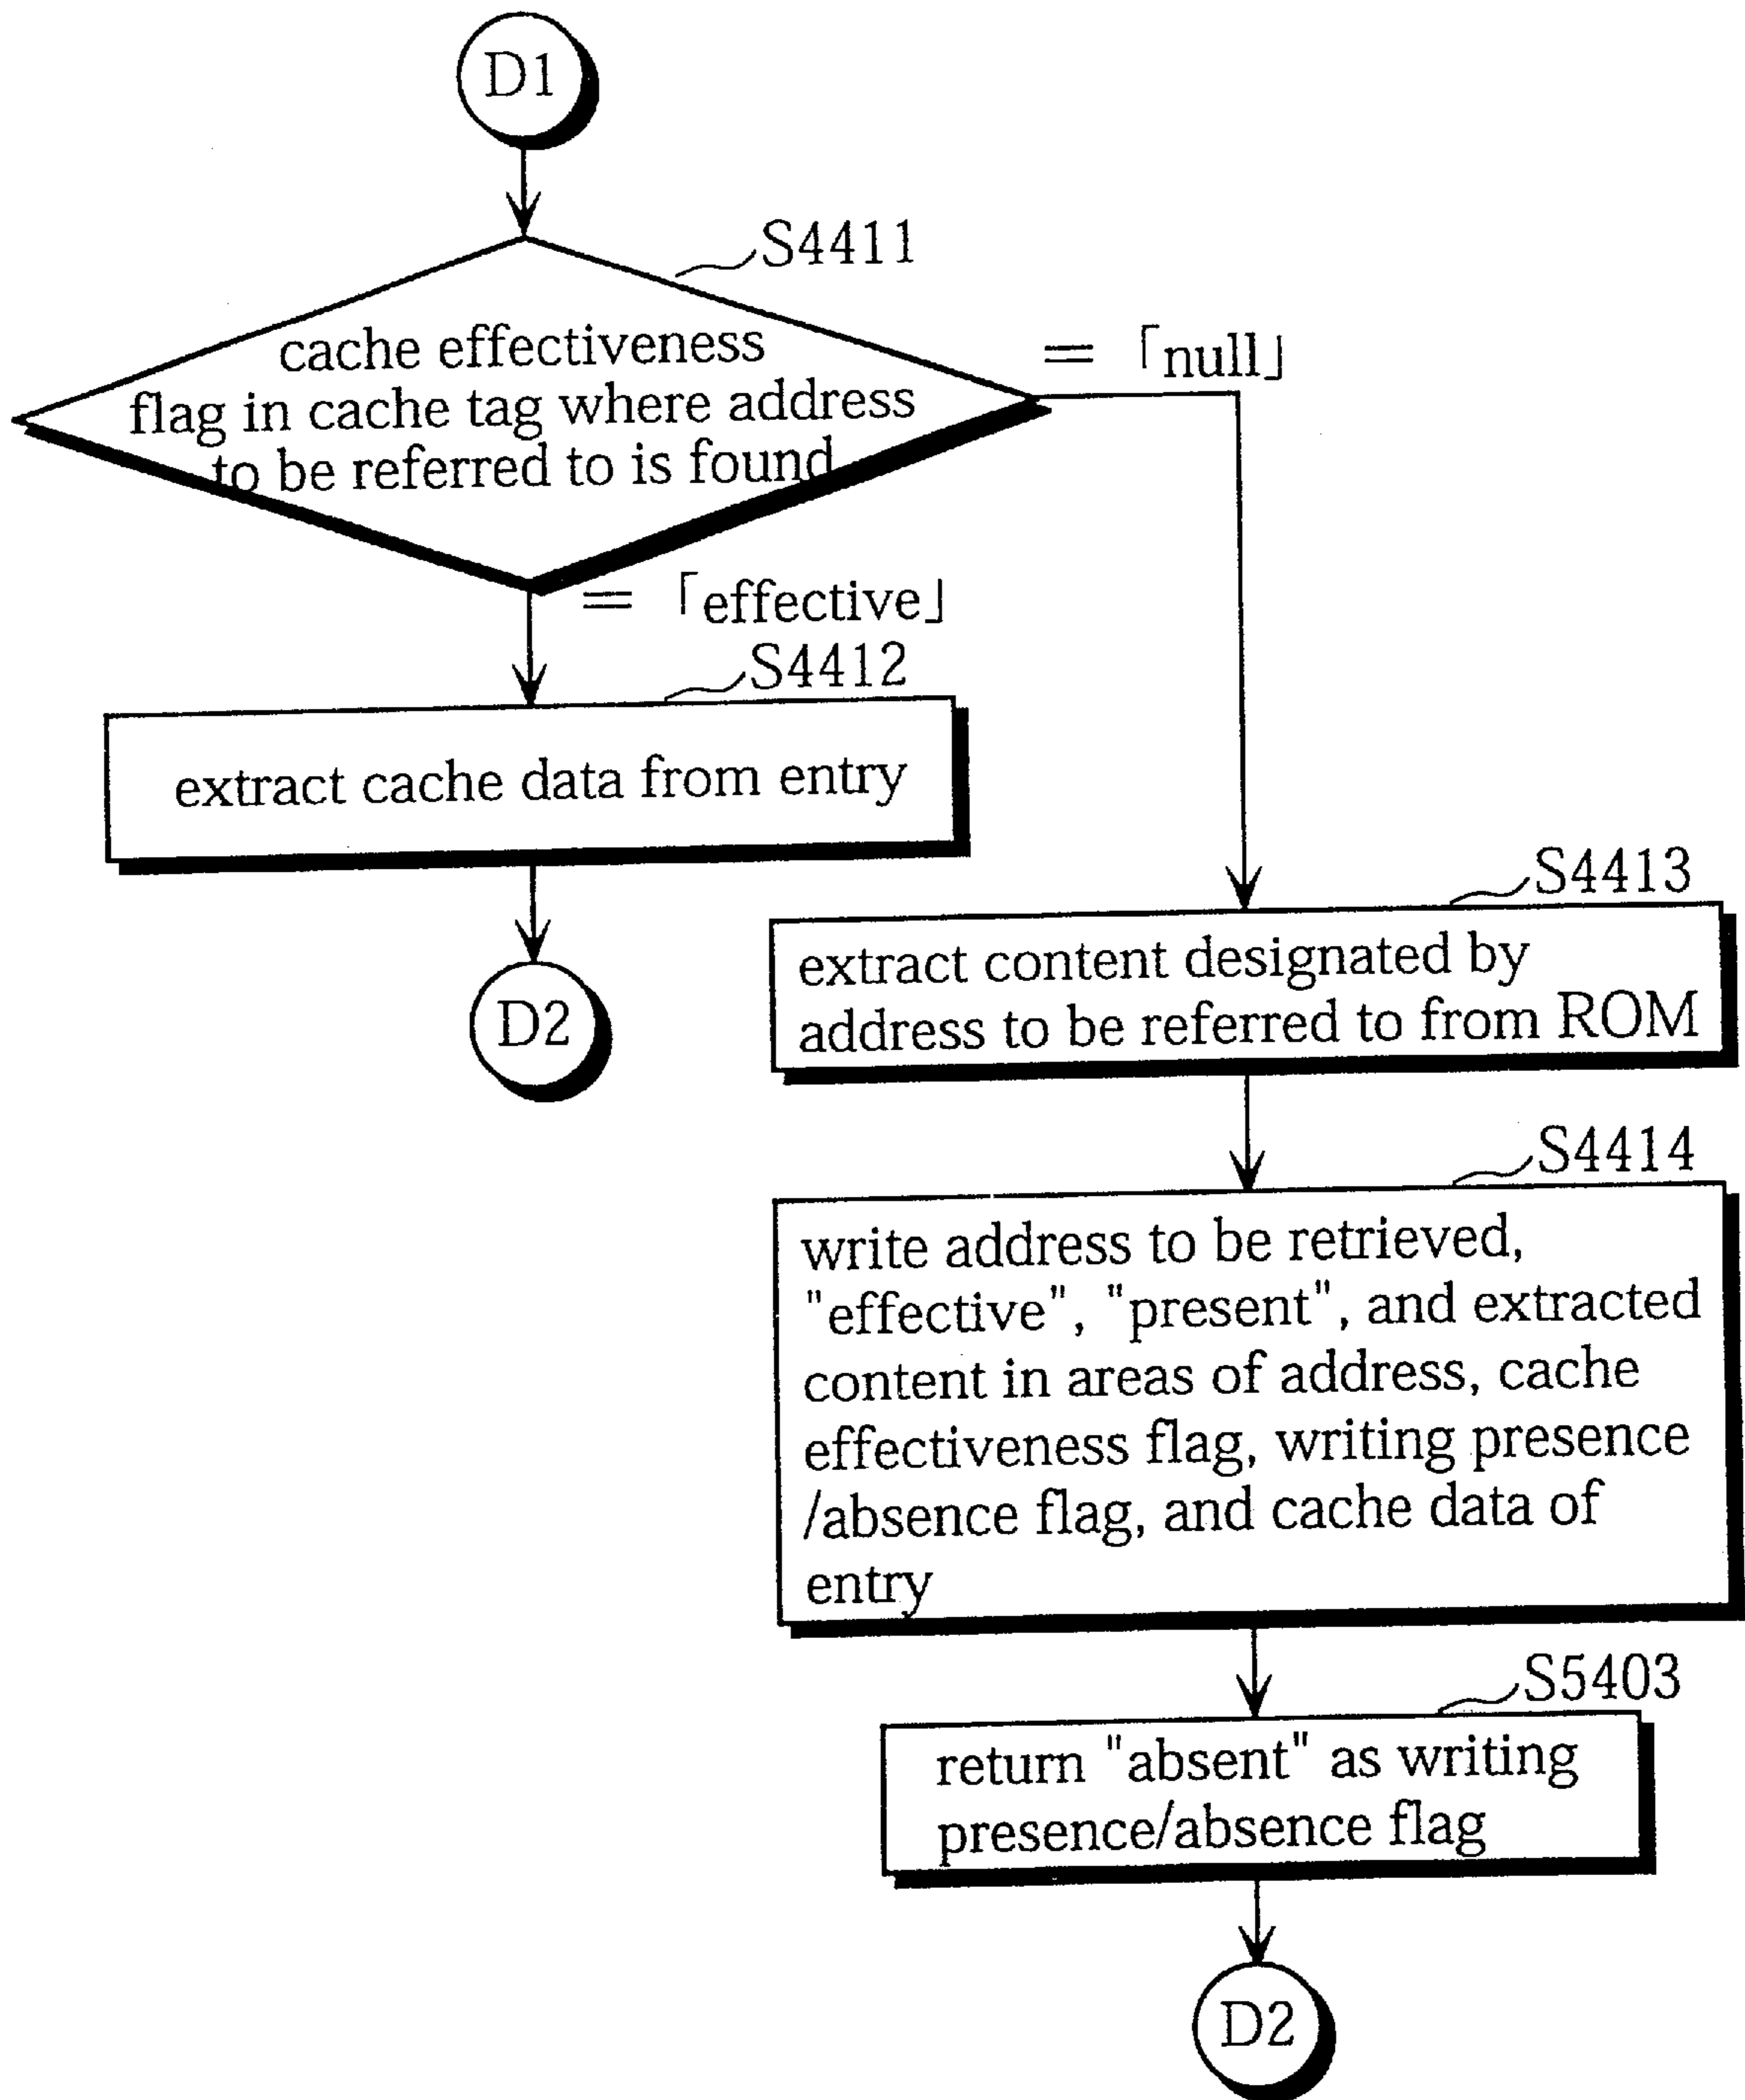 D1
S4411
cache effectiveness
flag in cache tag where address
to be referred to is found
= 「null」
= 「effective」
S4412
extract cache data from entry
D2
S4413
extract content designated by
address to be referred to from ROM
S4414
write address to be retrieved,
"effective", "present", and extracted
content in areas of address, cache
effectiveness flag, writing presence
/absence flag, and cache data of
entry
S5403
return "absent" as writing
presence/absence flag
D2